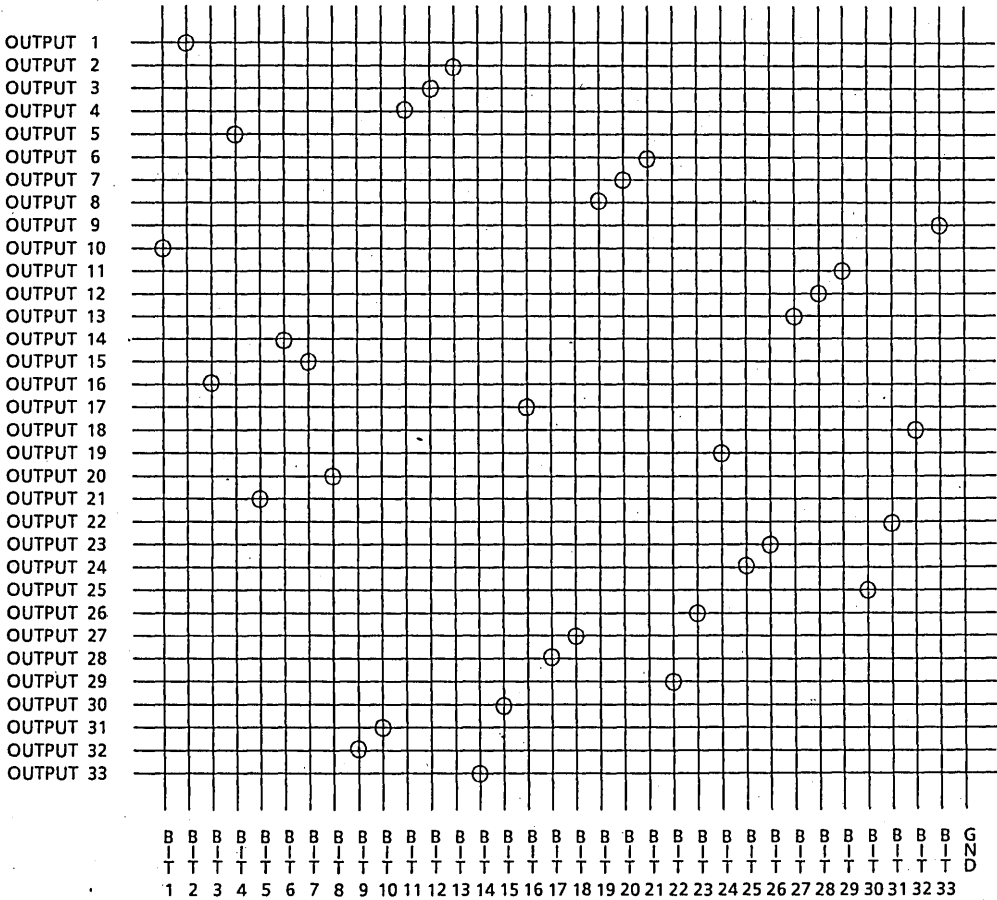 OUTPUT 1
OUTPUT 2
OUTPUT 3
OUTPUT 4
OUTPUT 5
OUTPUT 6
OUTPUT 7
OUTPUT 8
OUTPUT 9
OUTPUT 10
OUTPUT 11
OUTPUT 12
OUTPUT 13
OUTPUT 14
OUTPUT 15
OUTPUT 16
OUTPUT 17
OUTPUT 18
OUTPUT 19
OUTPUT 20
OUTPUT 21
OUTPUT 22
OUTPUT 23
OUTPUT 24
OUTPUT 25
OUTPUT 26
OUTPUT 27
OUTPUT 28
OUTPUT 29
OUTPUT 30
OUTPUT 31
OUTPUT 32
OUTPUT 33
BIT 1
BIT 2
BIT 3
BIT 4
BIT 5
BIT 6
BIT 7
BIT 8
BIT 9
BIT 10
BIT 11
BIT 12
BIT 13
BIT 14
BIT 15
BIT 16
BIT 17
BIT 18
BIT 19
BIT 20
BIT 21
BIT 22
BIT 23
BIT 24
BIT 25
BIT 26
BIT 27
BIT 28
BIT 29
BIT 30
BIT 31
BIT 32
BIT 33
GND